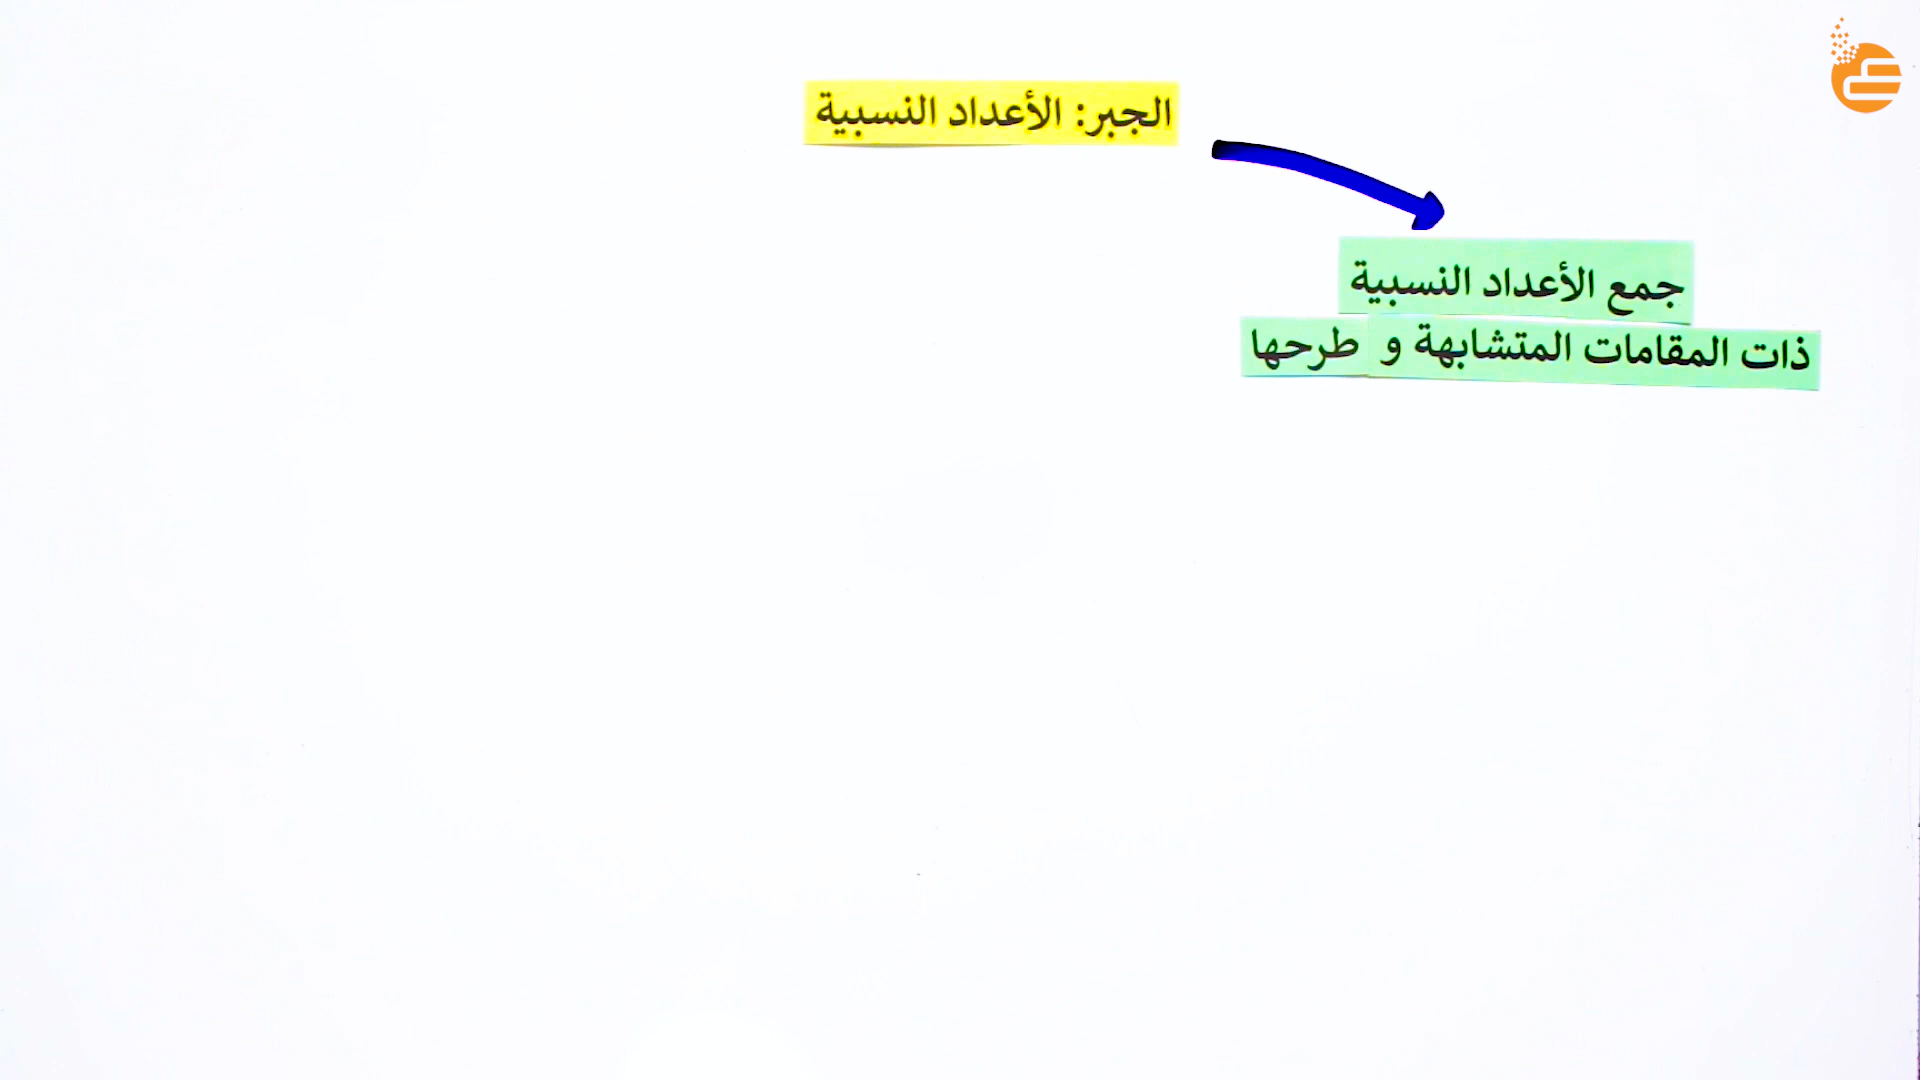 الجبر: الأعداد النسبية
جمع الأعداد النسبية
ذات المقامات المتشابهة و طرحها